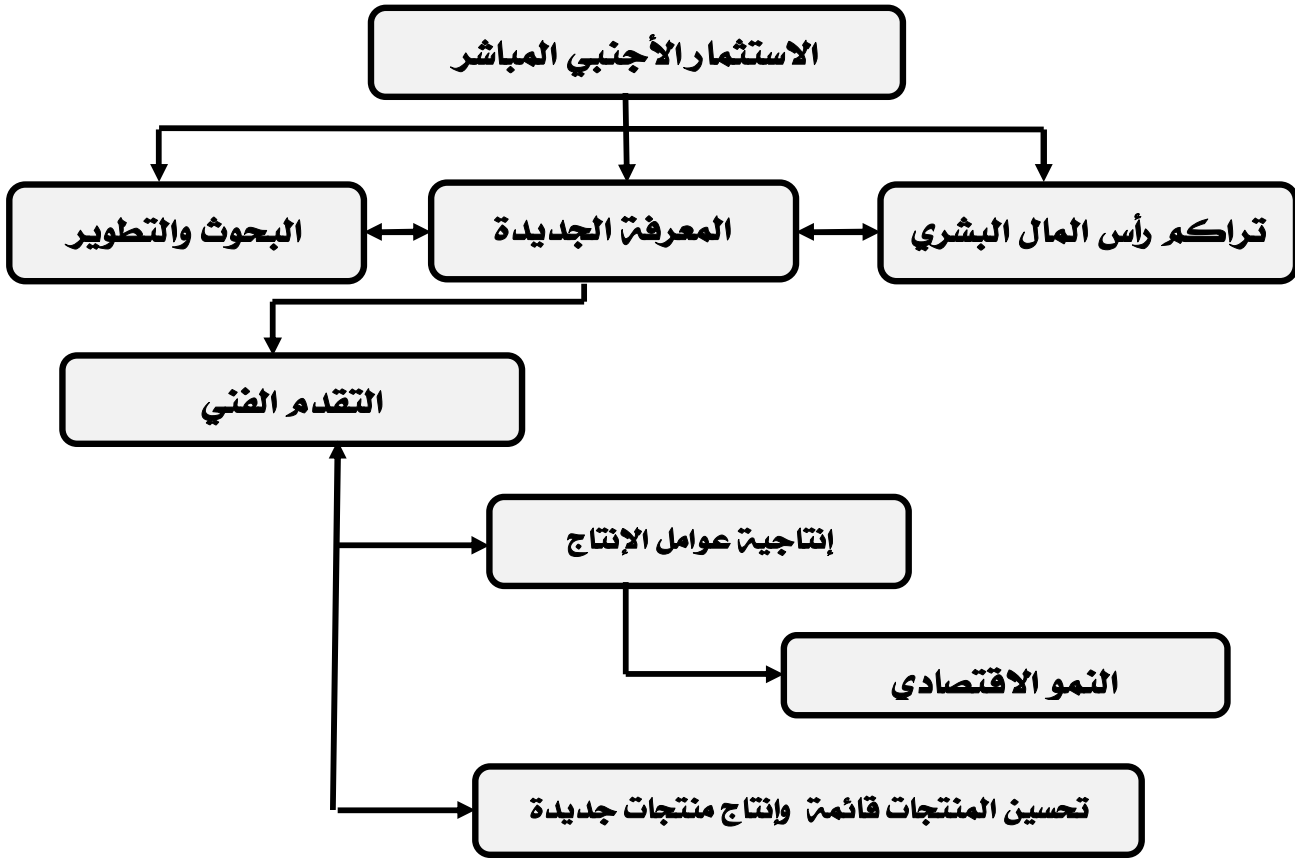 الاستثمار الأجنبي المباشر
تراكم رأس المال البشري
المعرفة الجديدة
البحوث والتطوير
التقدم الفني
إنتاجية عوامل الإنتاج
النمو الاقتصادي
تحسين المنتجات قائمة وإنتاج منتجات جديدة